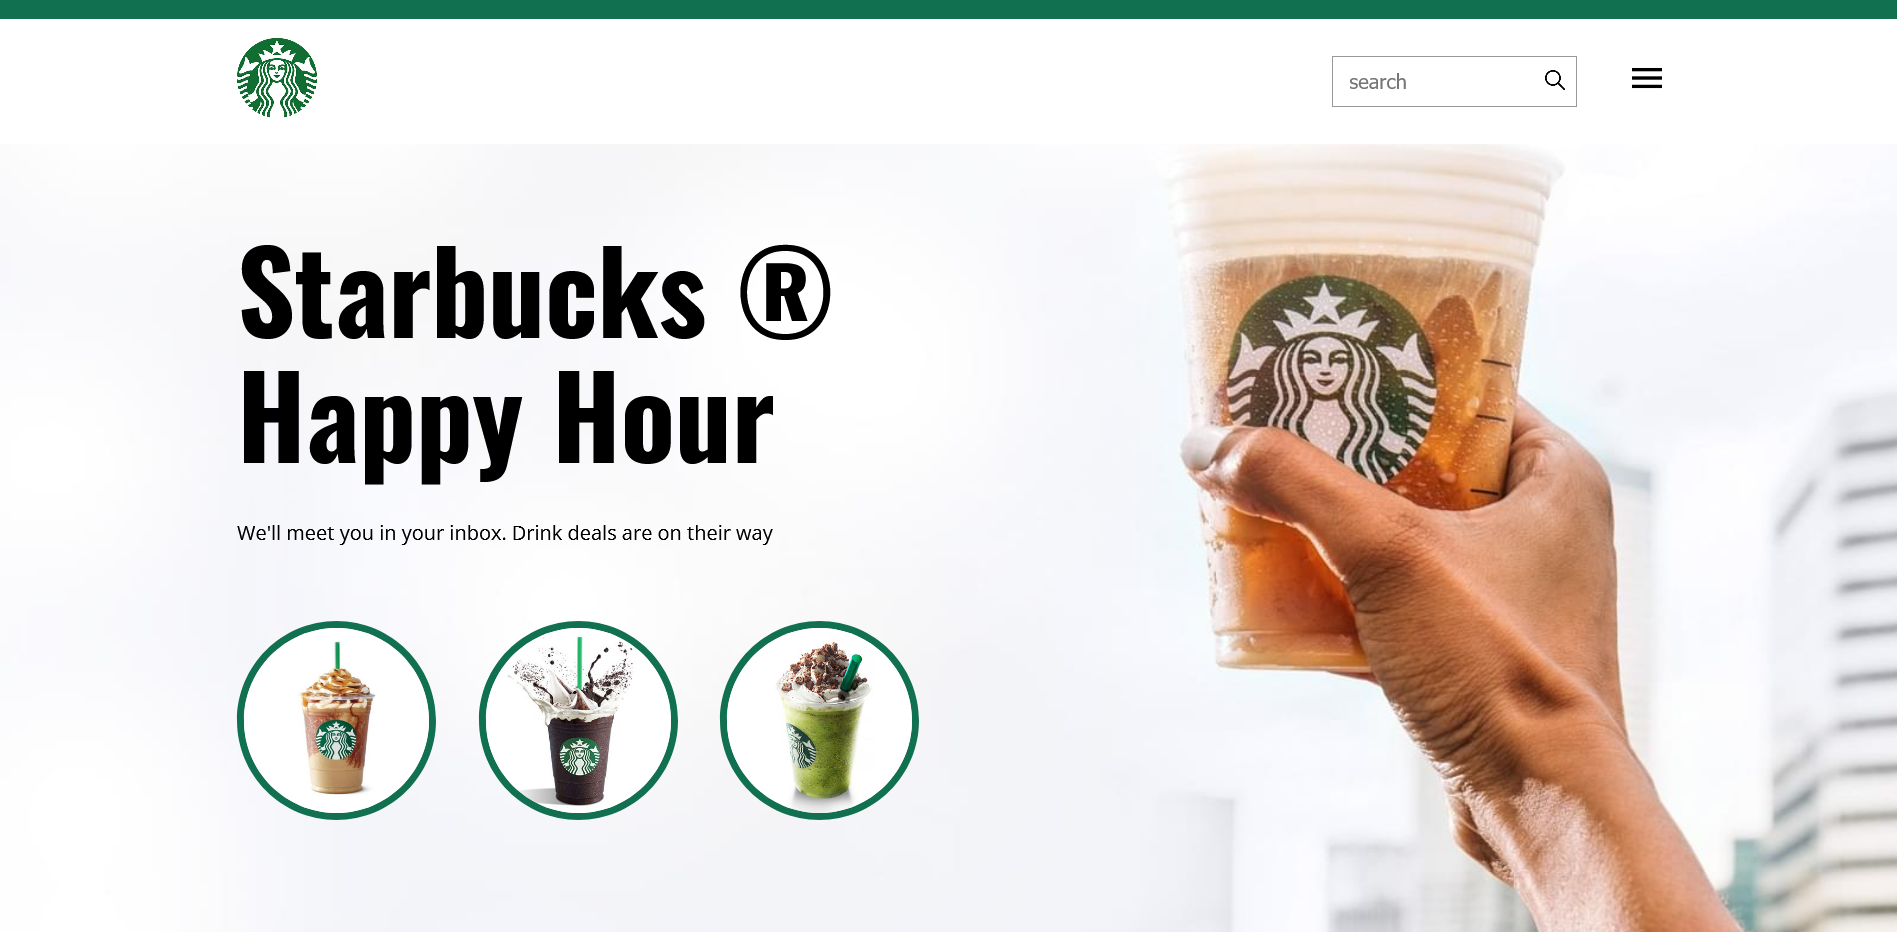 search
Starbucks ®
Happy Hour
We'll meet you in your inbox. Drink deals are on their way